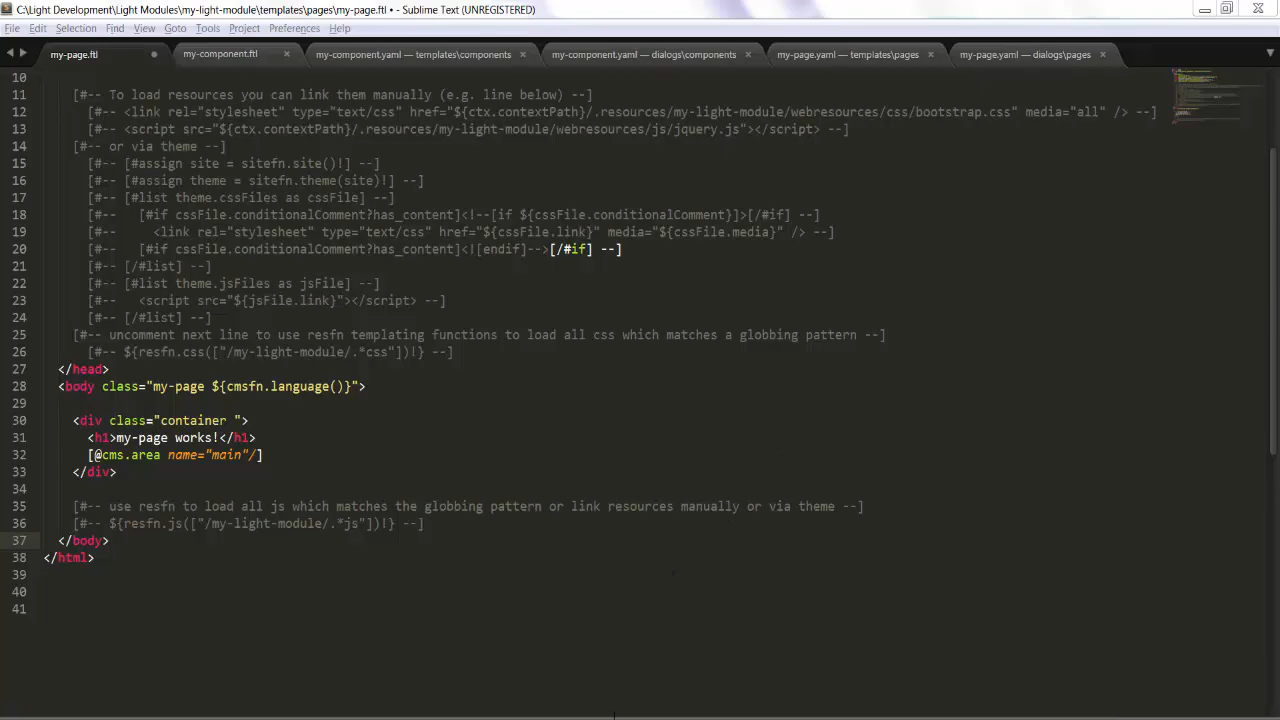 C:\Light Development\Light Modules\my-light-module\templates\pages\my-page.ftl • - Sublime Text (UNREGISTERED)
File Edit Selection Find View Goto Tools Project Preferences Help
my-page.ftl my-component.ftl my-component.yaml — templates\components my-component.yaml — dialogs\components my-page.yaml — templates\pages my-page.yaml — dialogs\pages
10
11 [#-- To load resources you can link them manually (e.g. line below) --]
12 [#-- <link rel="stylesheet" type="text/css" href="${ctx.contextPath}/.resources/my-light-module/webresources/css/bootstrap.css" media="all" /> --]
13 [#-- <script src="${ctx.contextPath}/.resources/my-light-module/webresources/js/jquery.js"></script> --]
14 [#-- or via theme --]
15 [#-- [#assign site = sitefn.site()!] --]
16 [#-- [#assign theme = sitefn.theme(site)!] --]
17 [#-- [#list theme.cssFiles as cssFile] --]
18 [#-- [#if cssFile.conditionalComment?has_content]<!--[if ${cssFile.conditionalComment}]>[/#if] --]
19 <link rel="stylesheet" type="text/css" href="${cssFile.link}" media="${cssFile.media}" /> --]
20 [#-- [#if cssFile.conditionalComment?has_content]<![endif]-->[/#if] --]
21 [#-- [/#list] --]
22 [#-- [#list theme.jsFiles as jsFile] --]
23 [#-- <script src="${jsFile.link}"></script> --]
24 [#-- [/#list] --]
25 [#-- uncomment next line to use resfn templating functions to load all css which matches a globbing pattern --]
26 [#-- ${resfn.css(["/my-light-module/.*css"])!} --]
27 </head>
28 <body class="my-page ${cmsfn.language()}">
29
30 <div class="container ">
31 <h1>my-page works!</h1>
32 [@cms.area name="main"/]
33 </div>
34
35 [#-- use resfn to load all js which matches the globbing pattern or link resources manually or via theme --]
36 [#-- ${resfn.js(["/my-light-module/.*js"])!} --]
37 </body>
38 </html>
39
40
41